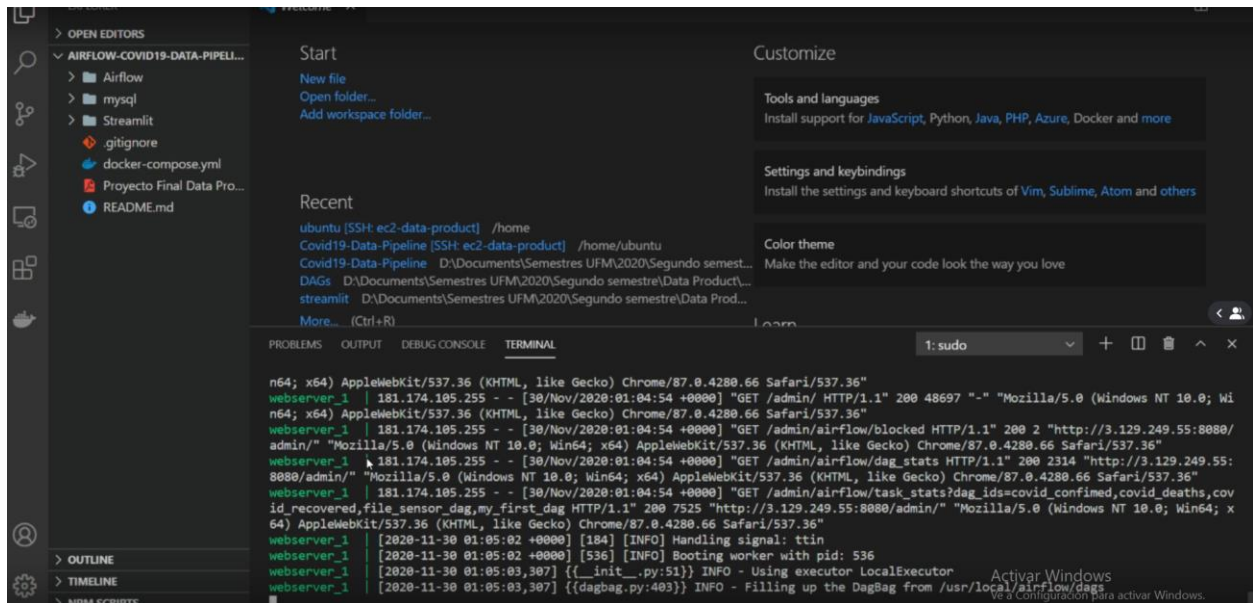 Welcome
> OPEN EDITORS
AIRFLOW-COVID19-DATA-PIPELI...
> Airflow
> mysql
> Streamlit
.gitignore
docker-compose.yml
Proyecto Final Data Pro...
README.md
> OUTLINE
> TIMELINE
> NPM SCRIPTS
Start
New file
Open folder...
Add workspace folder...
Recent
ubuntu [SSH: ec2-data-product] /home
Covid19-Data-Pipeline [SSH: ec2-data-product] /home/ubuntu
Covid19-Data-Pipeline D:\Documents\Semestres UFM\2020\Segundo semest...
DAGs D:\Documents\Semestres UFM\2020\Segundo semestre\Data Product\...
streamlit D:\Documents\Semestres UFM\2020\Segundo semestre\Data Prod...
More... (Ctrl+R)
Customize
Tools and languages
Install support for JavaScript, Python, Java, PHP, Azure, Docker and more
Settings and keybindings
Install the settings and keyboard shortcuts of Vim, Sublime, Atom and others
Color theme
Make the editor and your code look the way you love
Learn
PROBLEMS OUTPUT DEBUG CONSOLE TERMINAL 1: sudo
n64; x64) AppleWebKit/537.36 (KHTML, like Gecko) Chrome/87.0.4280.66 Safari/537.36"
webserver_1 | 181.174.105.255 - - [30/Nov/2020:01:04:54 +0000] "GET /admin/ HTTP/1.1" 200 48697 "-" "Mozilla/5.0 (Windows NT 10.0; Wi
n64; x64) AppleWebKit/537.36 (KHTML, like Gecko) Chrome/87.0.4280.66 Safari/537.36"
webserver_1 | 181.174.105.255 - - [30/Nov/2020:01:04:54 +0000] "GET /admin/airflow/blocked HTTP/1.1" 200 2 "http://3.129.249.55:8080/
admin/" "Mozilla/5.0 (Windows NT 10.0; Win64; x64) AppleWebKit/537.36 (KHTML, like Gecko) Chrome/87.0.4280.66 Safari/537.36"
webserver_1 | 181.174.105.255 - - [30/Nov/2020:01:04:54 +0000] "GET /admin/airflow/dag_stats HTTP/1.1" 200 2314 "http://3.129.249.55:
8080/admin/" "Mozilla/5.0 (Windows NT 10.0; Win64; x64) AppleWebKit/537.36 (KHTML, like Gecko) Chrome/87.0.4280.66 Safari/537.36"
webserver_1 | 181.174.105.255 - - [30/Nov/2020:01:04:54 +0000] "GET /admin/airflow/task_stats?dag_ids=covid_confimed,covid_deaths,cov
id_recovered,file_sensor_dag,my_first_dag HTTP/1.1" 200 7525 "http://3.129.249.55:8080/admin/" "Mozilla/5.0 (Windows NT 10.0; Win64; x
64) AppleWebKit/537.36 (KHTML, like Gecko) Chrome/87.0.4280.66 Safari/537.36"
webserver_1 | [2020-11-30 01:05:02 +0000] [184] [INFO] Handling signal: ttin
webserver_1 | [2020-11-30 01:05:02 +0000] [536] [INFO] Booting worker with pid: 536
webserver_1 | [2020-11-30 01:05:03,307] {{__init__.py:51}} INFO - Using executor LocalExecutor
webserver_1 | [2020-11-30 01:05:03,307] {{dagbag.py:403}} INFO - Filling up the DagBag from /usr/local/airflow/dags
Activar Windows
Ve a Configuración para activar Windows.